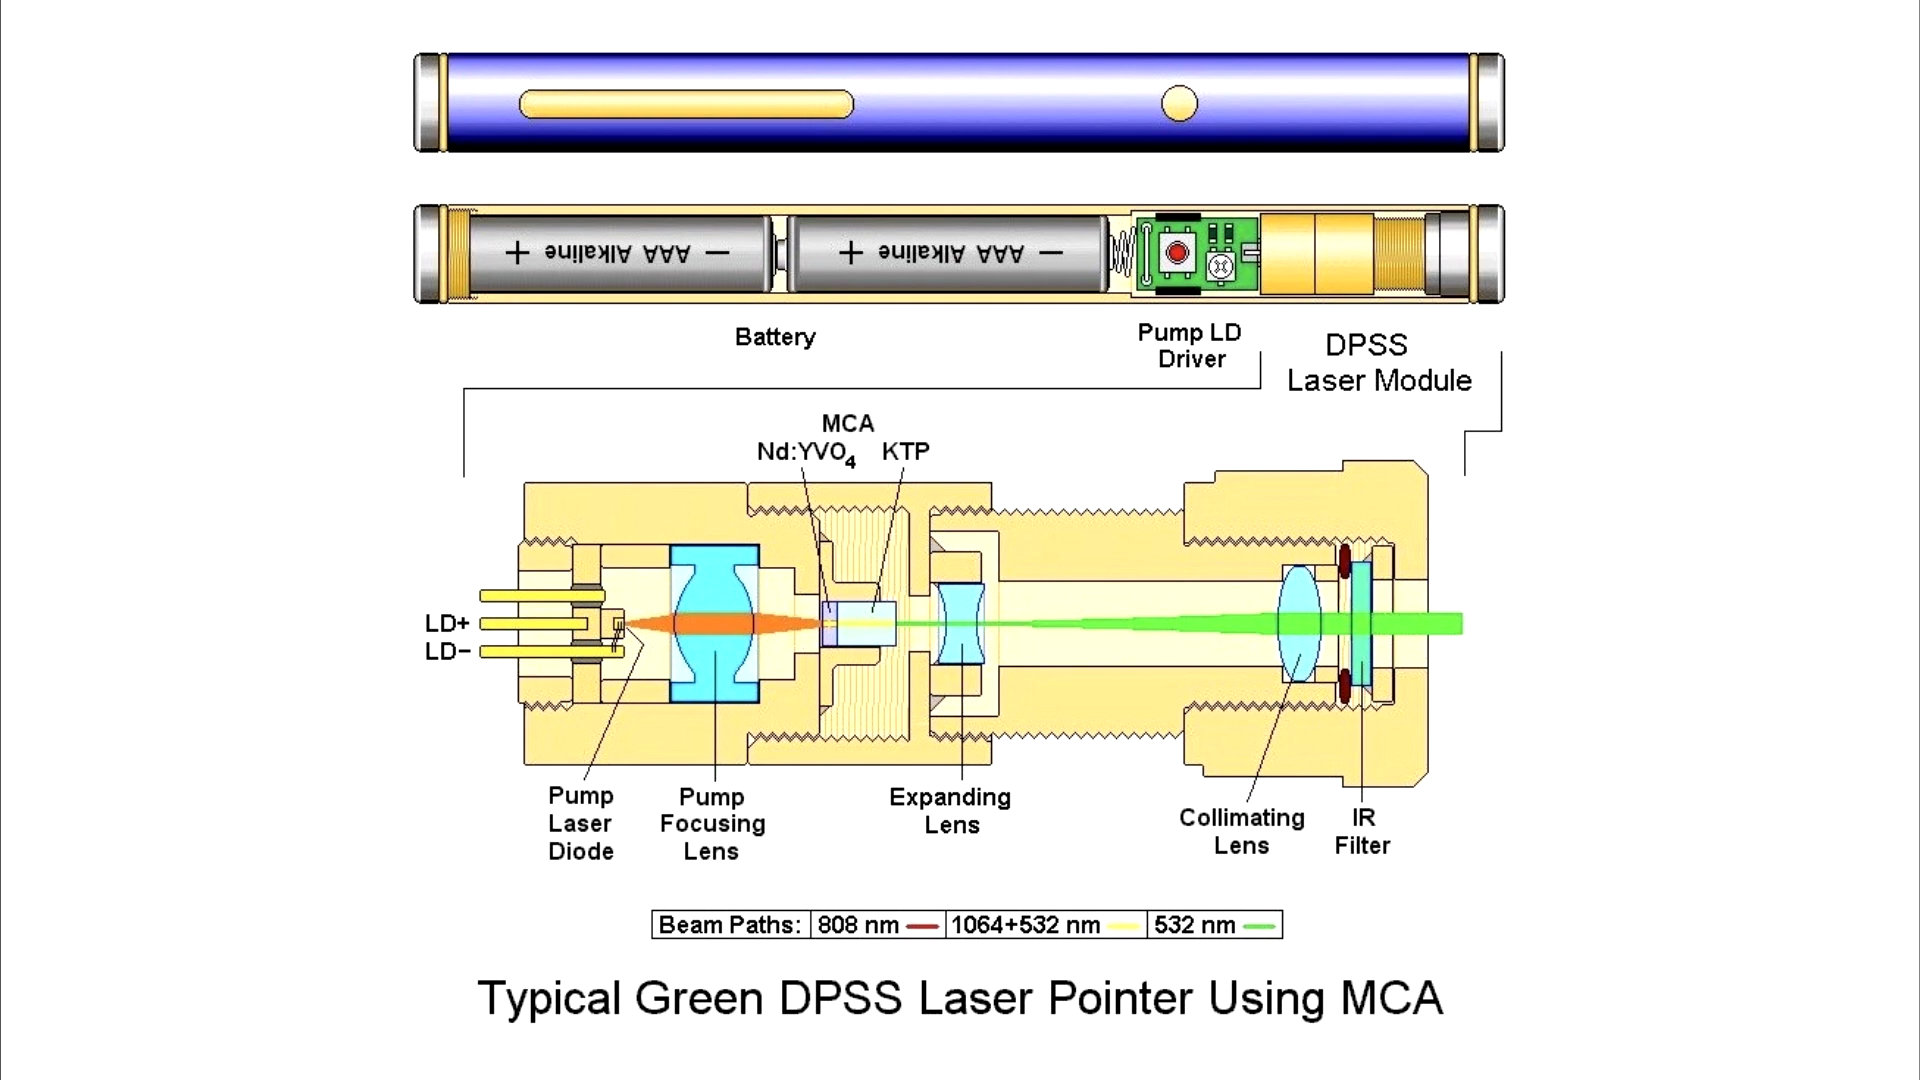 + AAA Alkaline −
+ AAA Alkaline −
Battery
Pump LD
Driver
DPSS
Laser Module
MCA
Nd:YVO4 KTP
LD+
LD−
Pump
Laser
Diode
Pump
Focusing
Lens
Expanding
Lens
Collimating
Lens
IR
Filter
Beam Paths: 808 nm 1064+532 nm 532 nm
Typical Green DPSS Laser Pointer Using MCA